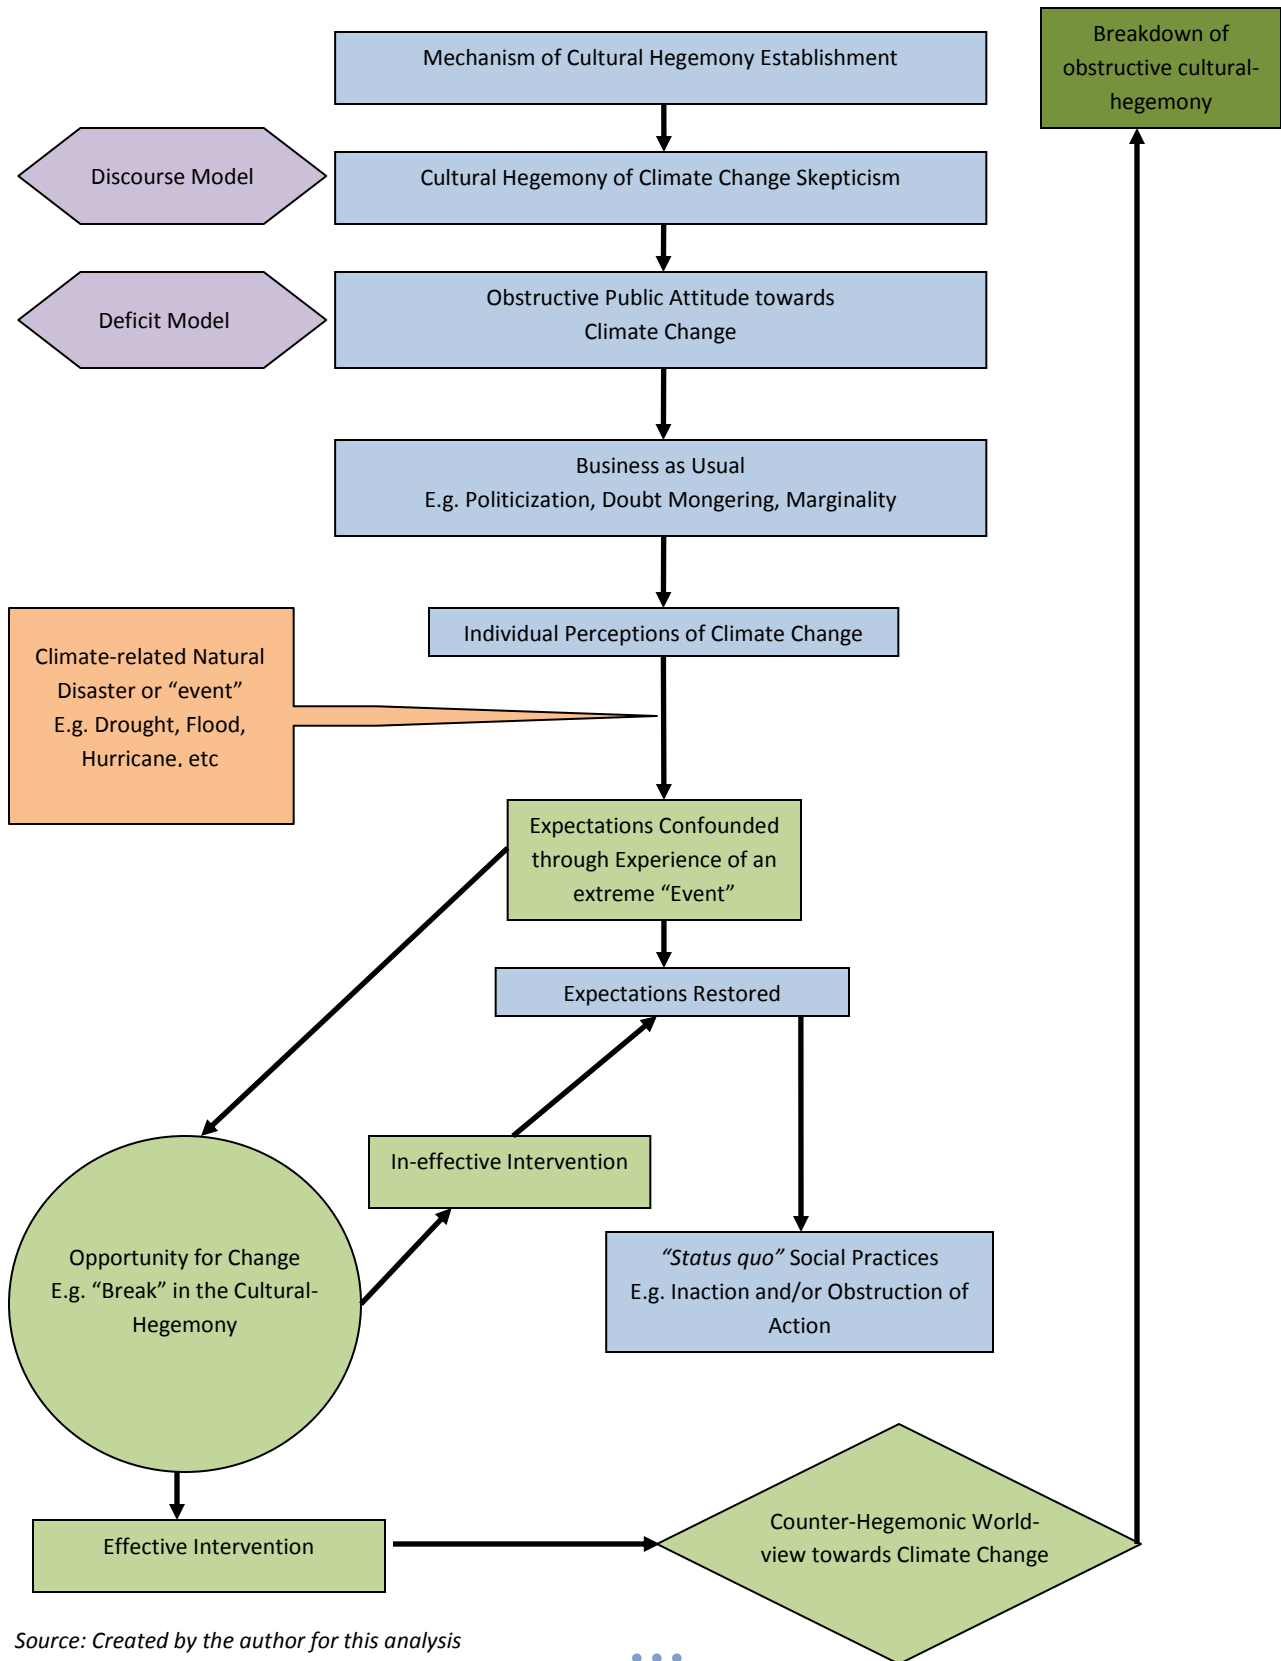 Mechanism of Cultural Hegemony Establishment
Breakdown of
obstructive cultural-
hegemony
Discourse Model
Cultural Hegemony of Climate Change Skepticism
Deficit Model
Obstructive Public Attitude towards
Climate Change
Business as Usual
E.g. Politicization, Doubt Mongering, Marginality
Individual Perceptions of Climate Change
Climate-related Natural
Disaster or “event”
E.g. Drought, Flood,
Hurricane, etc
Expectations Confounded
through Experience of an
extreme “Event”
Expectations Restored
In-effective Intervention
Opportunity for Change
E.g. “Break” in the Cultural-
Hegemony
“Status quo” Social Practices
E.g. Inaction and/or Obstruction of
Action
Effective Intervention
Counter-Hegemonic World-
view towards Climate Change
Source: Created by the author for this analysis